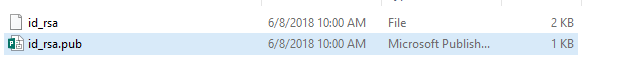 id_rsa 6/8/2018 10:00 AM File 2 KB
id_rsa.pub 6/8/2018 10:00 AM Microsoft Publish... 1 KB